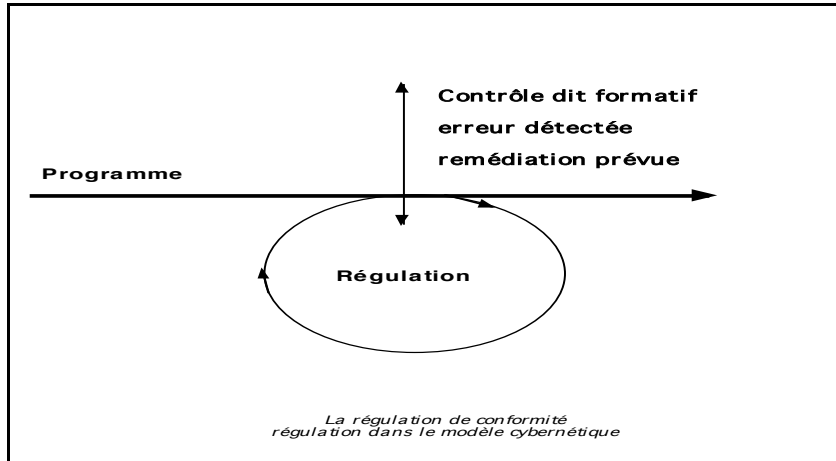 Contrôle dit formatif
erreur détectée
remédiation prévue
Programme
Régulation
La régulation de conformité
régulation dans le modèle cybernétique